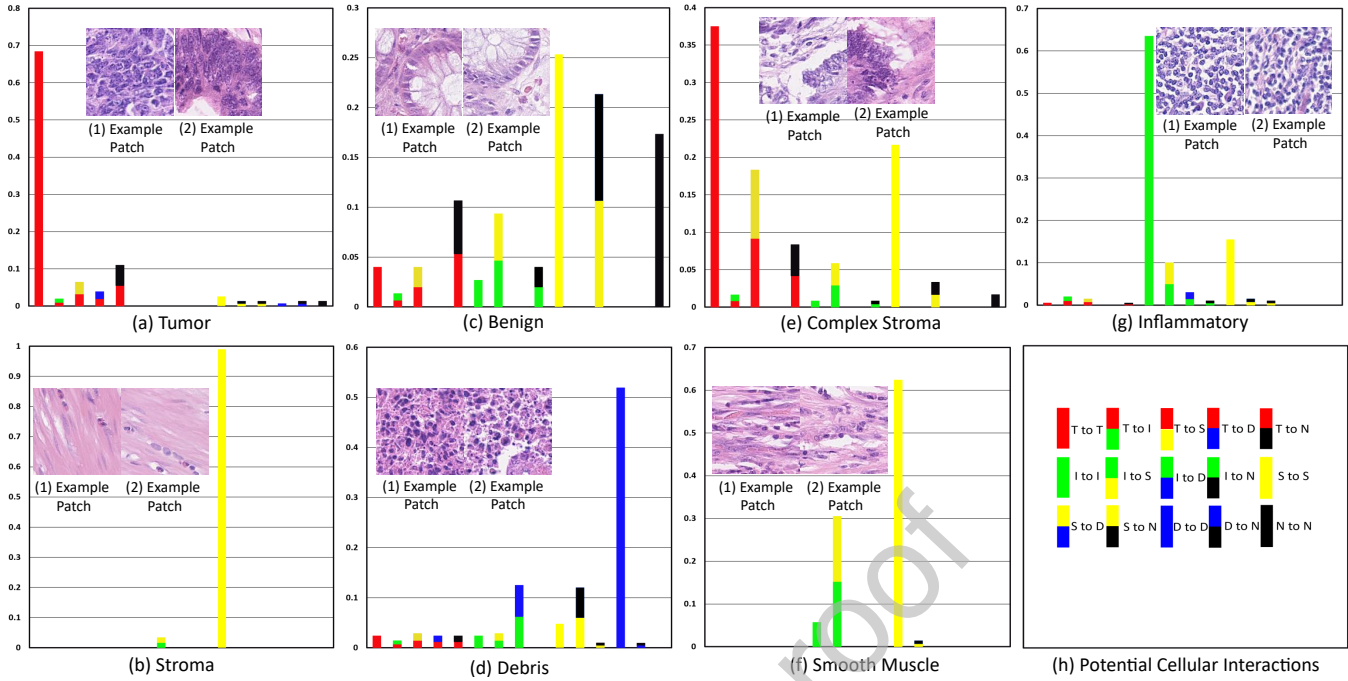 0.8
0.7
0.6
0.5
0.4
0.3
0.2
0.1
0
(1) Example
Patch
(2) Example
Patch
(a) Tumor
0.3
0.25
0.2
0.15
0.1
0.05
0
(1) Example
Patch
(2) Example
Patch
(c) Benign
0.4
0.35
0.3
0.25
0.2
0.15
0.1
0.05
0
(1) Example
Patch
(2) Example
Patch
(e) Complex Stroma
0.7
0.6
0.5
0.4
0.3
0.2
0.1
0
(1) Example
Patch
(2) Example
Patch
(g) Inflammatory
1
0.9
0.8
0.7
0.6
0.5
0.4
0.3
0.2
0.1
0
(1) Example
Patch
(2) Example
Patch
(b) Stroma
0.6
0.5
0.4
0.3
0.2
0.1
0
(1) Example
Patch
(2) Example
Patch
(d) Debris
0.7
0.6
0.5
0.4
0.3
0.2
0.1
0
(1) Example
Patch
(2) Example
Patch
(f) Smooth Muscle
T to T T to I T to S T to D T to N
I to I I to S I to D I to N S to S
S to D S to N D to D D to N N to N
(h) Potential Cellular Interactions
roof